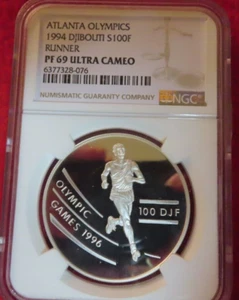 ATLANTA OLYMPICS
1994 DJIBOUTI S100F
RUNNER
PF 69 ULTRA CAMEO
6377328-076
NUMISMATIC GUARANTY COMPANY
NGC
OLYMPIC
GAMES 1996
100 DJF